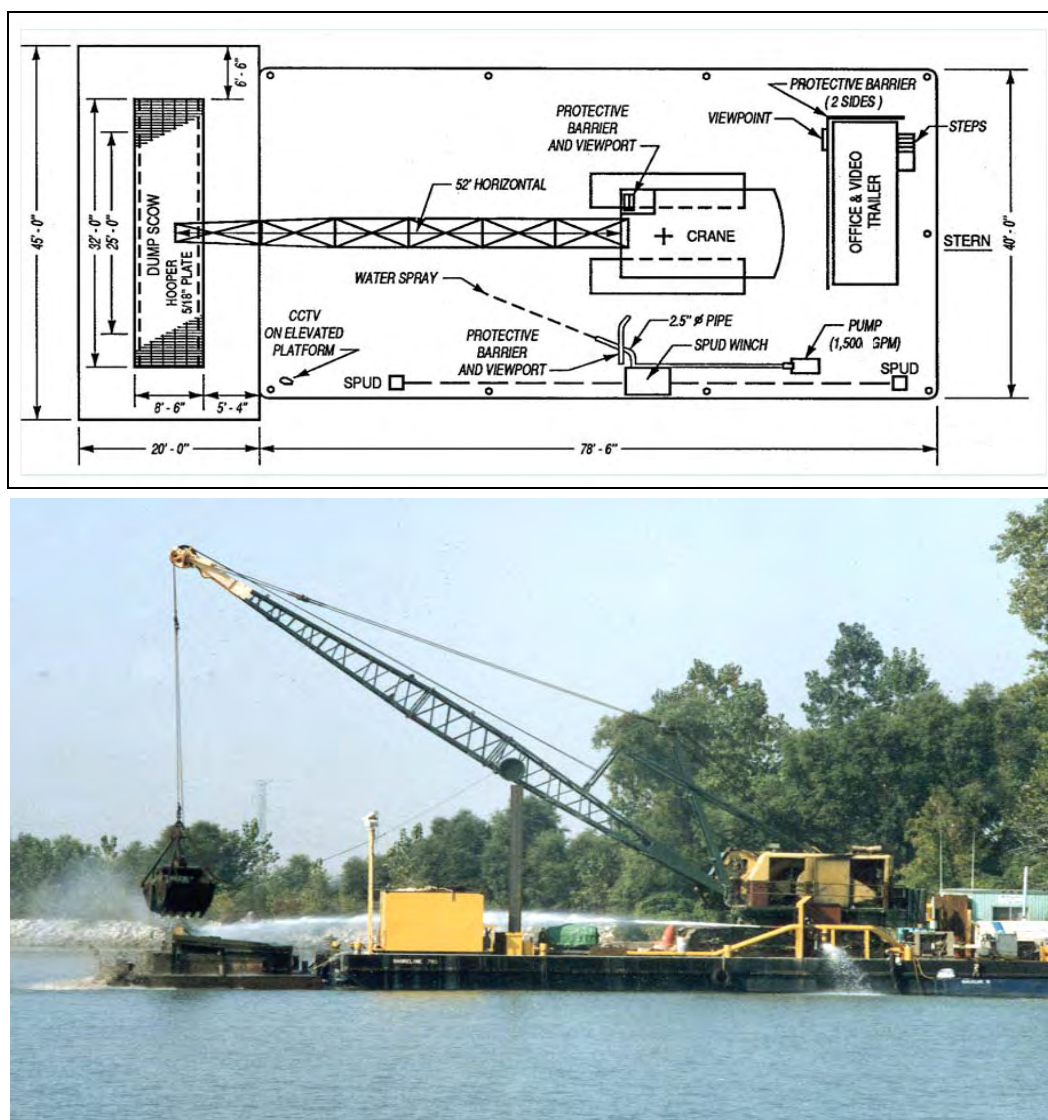 6' - 6"
PROTECTIVE BARRIER
( 2 SIDES )
PROTECTIVE
BARRIER
AND VIEWPORT
VIEWPOINT
STEPS
52' HORIZONTAL
OFFICE & VIDEO
TRAILER
45' - 0"
32' - 0"
25' - 0"
DUMP SCOW
HOOPER
5/18" PLATE
CRANE
STERN
40' - 0"
WATER SPRAY
CCTV
ON ELEVATED
PLATFORM
2.5" Ø PIPE
PROTECTIVE
BARRIER
AND VIEWPORT
SPUD WINCH
PUMP
(1,500 GPM)
SPUD
SPUD
8' - 6"
5' - 4"
20' - 0"
78' - 6"
SHORELINE